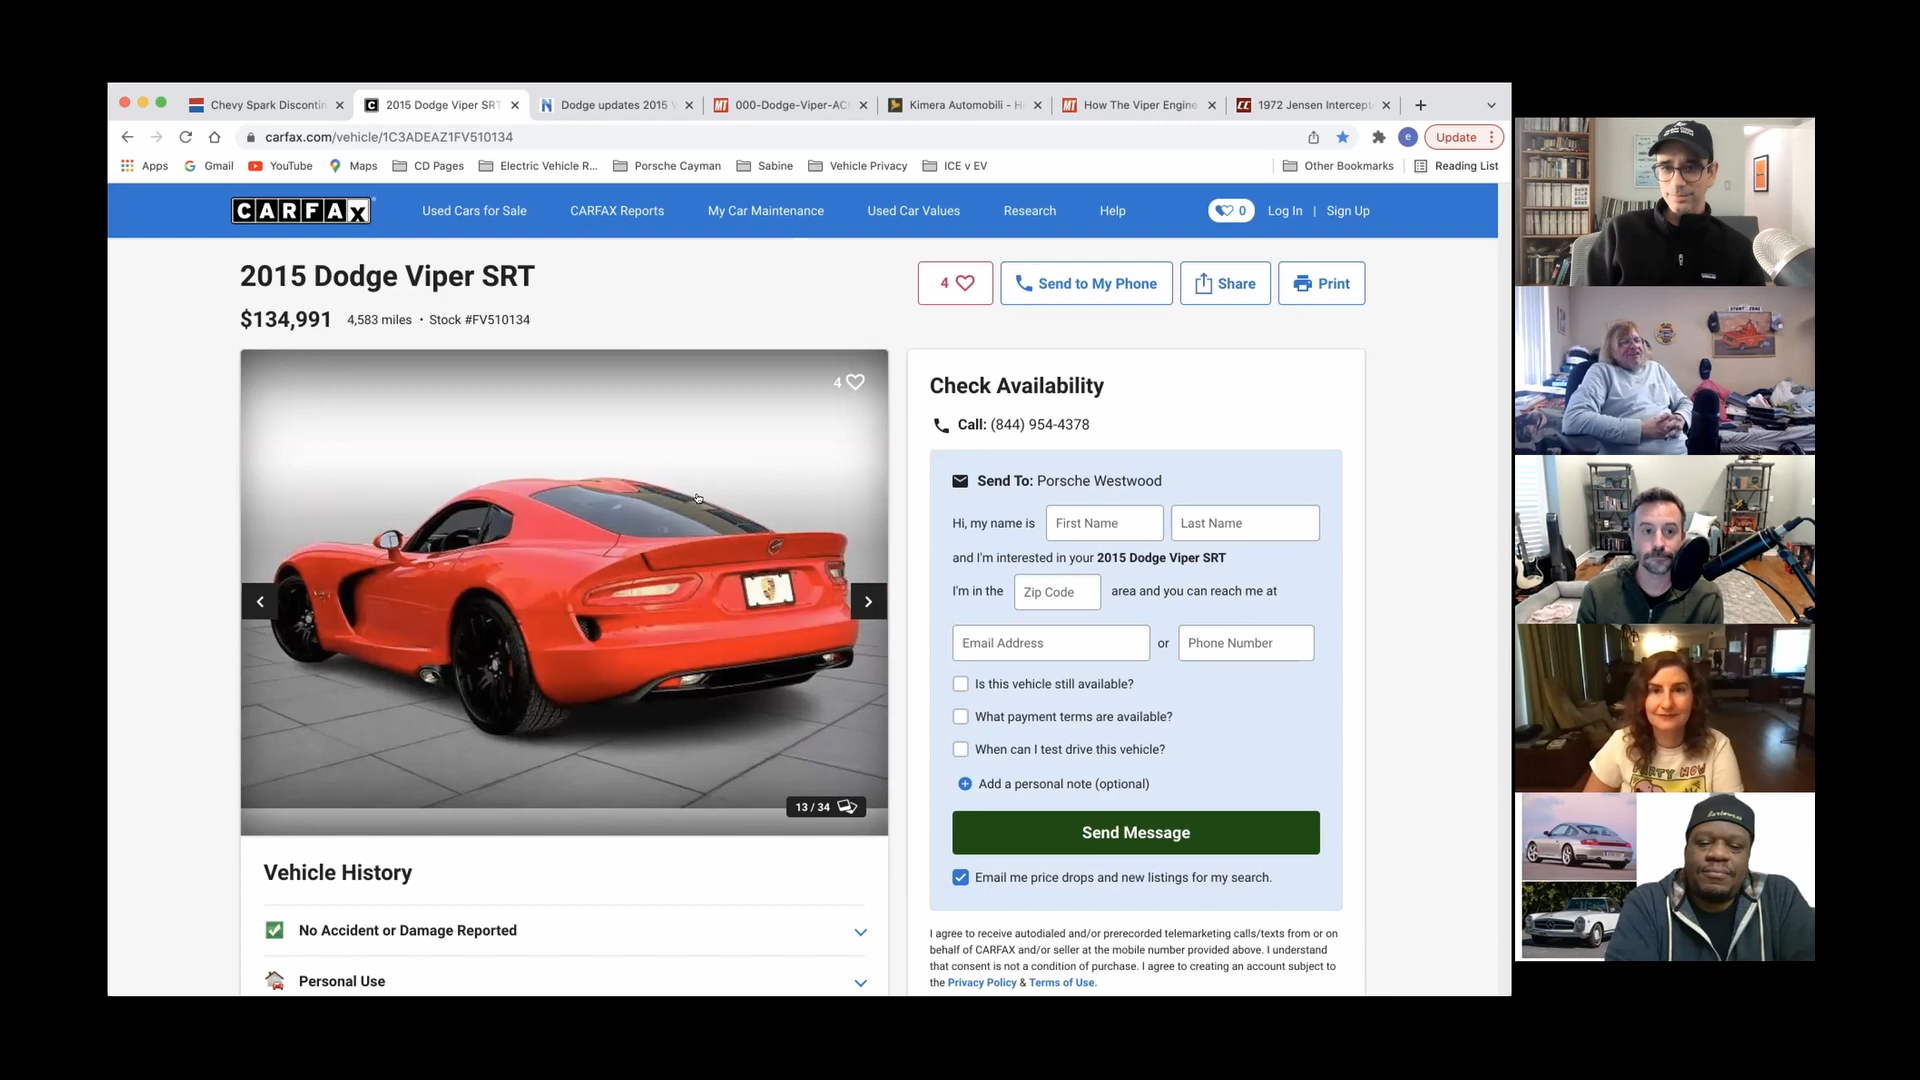 Chevy Spark Discontin
2015 Dodge Viper SRT
Dodge updates 2015 V
000-Dodge-Viper-AC
Kimera Automobili - H
How The Viper Engine
1972 Jensen Intercept
carfax.com/vehicle/1C3ADEAZ1FV510134
e
Update
Apps
Gmail
YouTube
Maps
CD Pages
Electric Vehicle R...
Porsche Cayman
Sabine
Vehicle Privacy
ICE v EV
Other Bookmarks
Reading List
CARFAX
Used Cars for Sale
CARFAX Reports
My Car Maintenance
Used Car Values
Research
Help
0
Log In | Sign Up
2015 Dodge Viper SRT
4
Send to My Phone
Share
Print
$134,991 4,583 miles • Stock #FV510134
4
13 / 34
Check Availability
Call: (844) 954-4378
Send To: Porsche Westwood
Hi, my name is First Name Last Name
and I'm interested in your 2015 Dodge Viper SRT
I'm in the Zip Code area and you can reach me at
Email Address or Phone Number
Is this vehicle still available?
What payment terms are available?
When can I test drive this vehicle?
Add a personal note (optional)
Send Message
Email me price drops and new listings for my search.
I agree to receive autodialed and/or prerecorded telemarketing calls/texts from or on
behalf of CARFAX and/or seller at the mobile number provided above. I understand
that consent is not a condition of purchase. I agree to creating an account subject to
the Privacy Policy & Terms of Use.
Vehicle History
No Accident or Damage Reported
Personal Use
STUNT ZONE
PARTY NOW